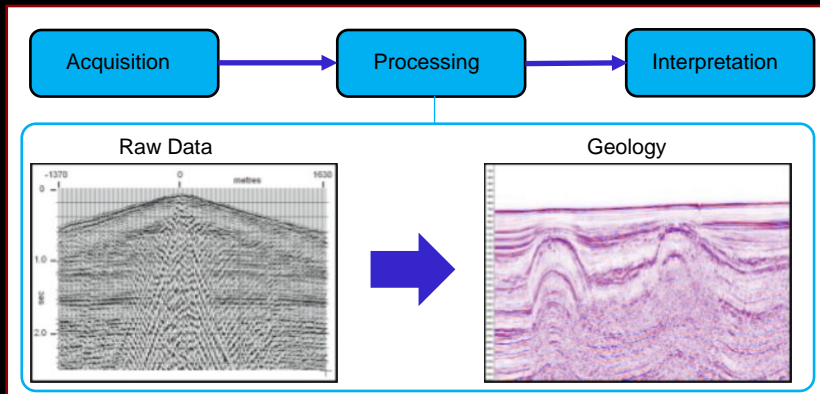 Acquisition
Processing
Interpretation
Raw Data
Geology
-1370 0 1630
metres
0
1.0
sec
2.0